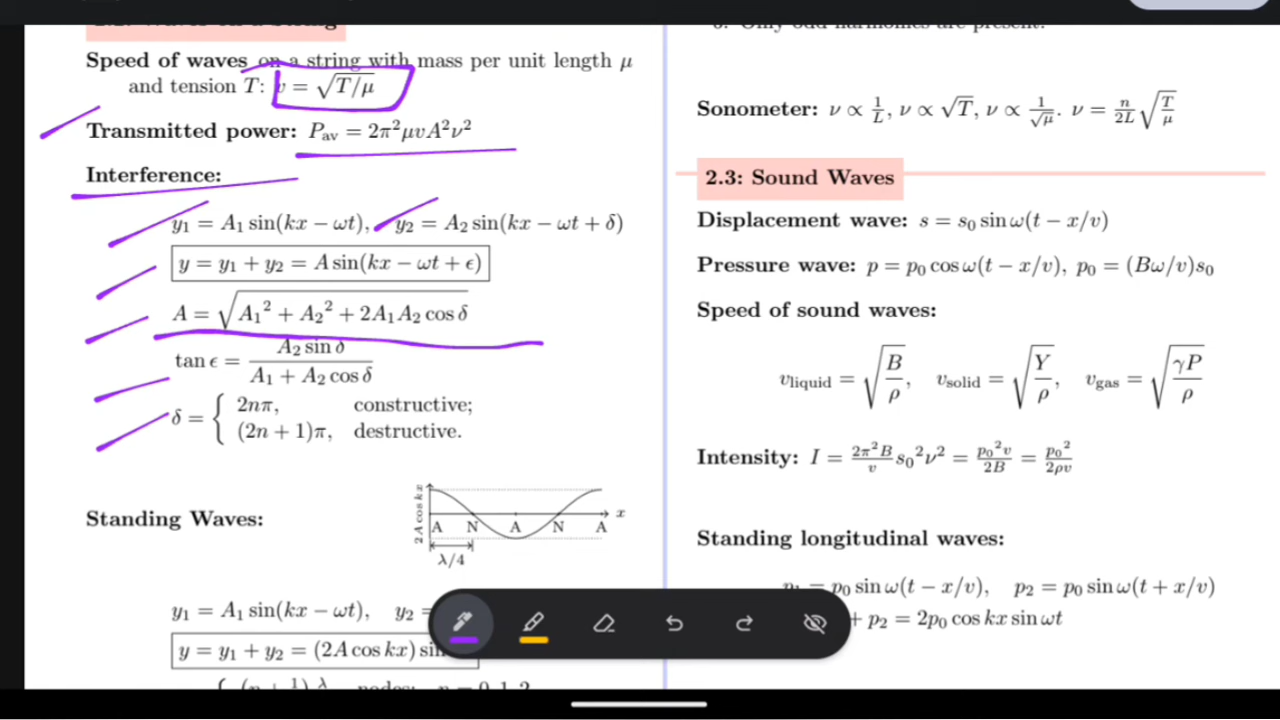 Speed of waves on a string with mass per unit length μ
and tension T: v = √T/μ
Transmitted power: P_av = 2π²μvA²ν²
Interference:
y₁ = A₁ sin(kx − ωt), y₂ = A₂ sin(kx − ωt + δ)
y = y₁ + y₂ = A sin(kx − ωt + ϵ)
A = √(A₁² + A₂² + 2A₁A₂ cos δ)
tan ϵ = A₂ sin δ / A₁ + A₂ cos δ
δ = { 2nπ, constructive;
(2n + 1)π, destructive.
2A cos kx
A N A N A x
λ/4
Standing Waves:
y₁ = A₁ sin(kx − ωt), y₂ =
y = y₁ + y₂ = (2A cos kx) sin
Sonometer: ν ∝ 1/L, ν ∝ √T, ν ∝ 1/√μ. ν = n/2L √T/μ
2.3: Sound Waves
Displacement wave: s = s₀ sin ω(t − x/v)
Pressure wave: p = p₀ cos ω(t − x/v), p₀ = (Bω/v)s₀
Speed of sound waves:
v_liquid = √B/ρ, v_solid = √Y/ρ, v_gas = √γP/ρ
Intensity: I = 2π²B/v s₀²ν² = p₀²v/2B = p₀²/2ρv
Standing longitudinal waves:
= p₀ sin ω(t − x/v), p₂ = p₀ sin ω(t + x/v)
+ p₂ = 2p₀ cos kx sin ωt